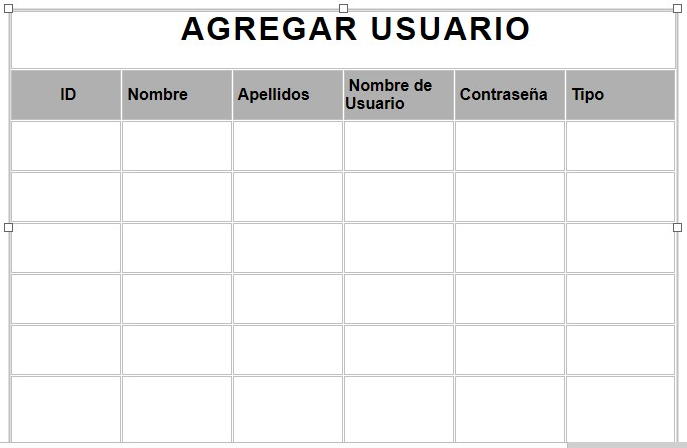 AGREGAR USUARIO
ID Nombre Apellidos Nombre de Usuario Contraseña Tipo